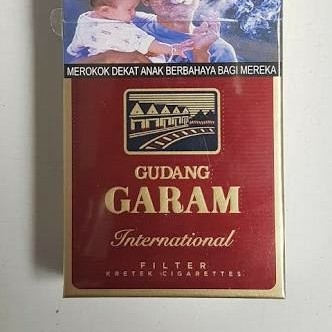 MEROKOK DEKAT ANAK BERBAHAYA BAGI MEREKA
GUDANG
GARAM
International
FILTER
KRETEK CIGARETTES